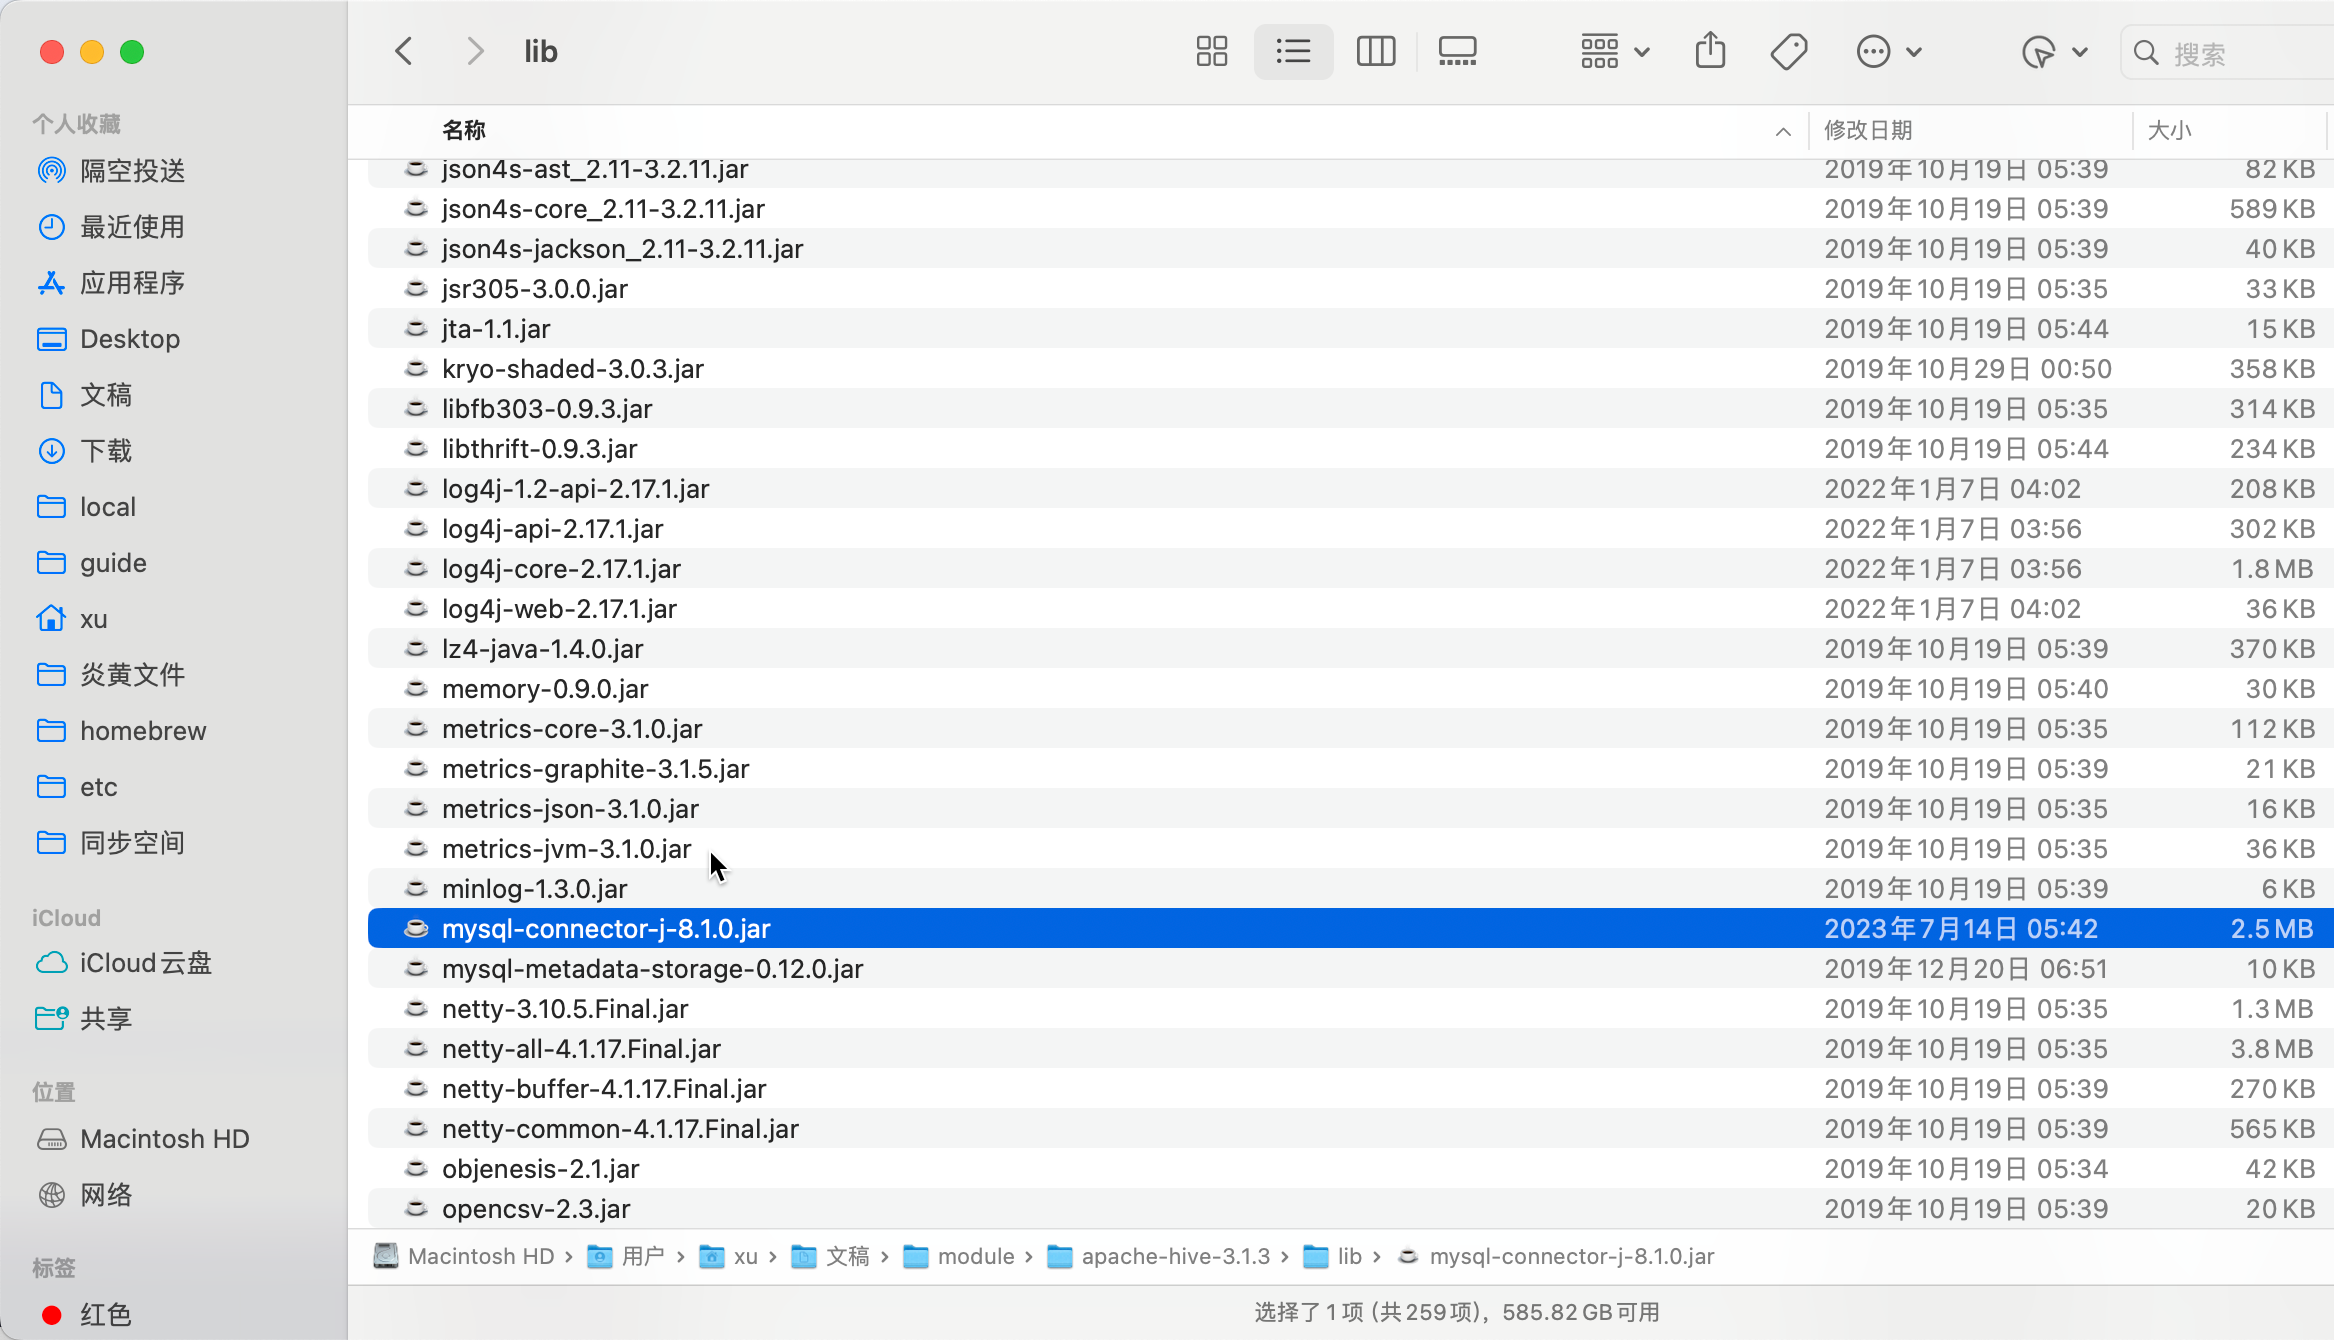 lib
搜索
个人收藏
隔空投送
最近使用
应用程序
Desktop
文稿
下载
local
guide
xu
炎黄文件
homebrew
etc
同步空间
iCloud
iCloud云盘
共享
位置
Macintosh HD
网络
标签
红色
名称 修改日期 大小
json4s-ast_2.11-3.2.11.jar 2019年10月19日 05:39 82 KB
json4s-core_2.11-3.2.11.jar 2019年10月19日 05:39 589 KB
json4s-jackson_2.11-3.2.11.jar 2019年10月19日 05:39 40 KB
jsr305-3.0.0.jar 2019年10月19日 05:35 33 KB
jta-1.1.jar 2019年10月19日 05:44 15 KB
kryo-shaded-3.0.3.jar 2019年10月29日 00:50 358 KB
libfb303-0.9.3.jar 2019年10月19日 05:35 314 KB
libthrift-0.9.3.jar 2019年10月19日 05:44 234 KB
log4j-1.2-api-2.17.1.jar 2022年1月7日 04:02 208 KB
log4j-api-2.17.1.jar 2022年1月7日 03:56 302 KB
log4j-core-2.17.1.jar 2022年1月7日 03:56 1.8 MB
log4j-web-2.17.1.jar 2022年1月7日 04:02 36 KB
lz4-java-1.4.0.jar 2019年10月19日 05:39 370 KB
memory-0.9.0.jar 2019年10月19日 05:40 30 KB
metrics-core-3.1.0.jar 2019年10月19日 05:35 112 KB
metrics-graphite-3.1.5.jar 2019年10月19日 05:39 21 KB
metrics-json-3.1.0.jar 2019年10月19日 05:35 16 KB
metrics-jvm-3.1.0.jar 2019年10月19日 05:35 36 KB
minlog-1.3.0.jar 2019年10月19日 05:39 6 KB
mysql-connector-j-8.1.0.jar 2023年7月14日 05:42 2.5 MB
mysql-metadata-storage-0.12.0.jar 2019年12月20日 06:51 10 KB
netty-3.10.5.Final.jar 2019年10月19日 05:35 1.3 MB
netty-all-4.1.17.Final.jar 2019年10月19日 05:35 3.8 MB
netty-buffer-4.1.17.Final.jar 2019年10月19日 05:39 270 KB
netty-common-4.1.17.Final.jar 2019年10月19日 05:39 565 KB
objenesis-2.1.jar 2019年10月19日 05:34 42 KB
opencsv-2.3.jar 2019年10月19日 05:39 20 KB
Macintosh HD › 用户 › xu › 文稿 › module › apache-hive-3.1.3 › lib › mysql-connector-j-8.1.0.jar
选择了1项 (共259项)，585.82 GB可用